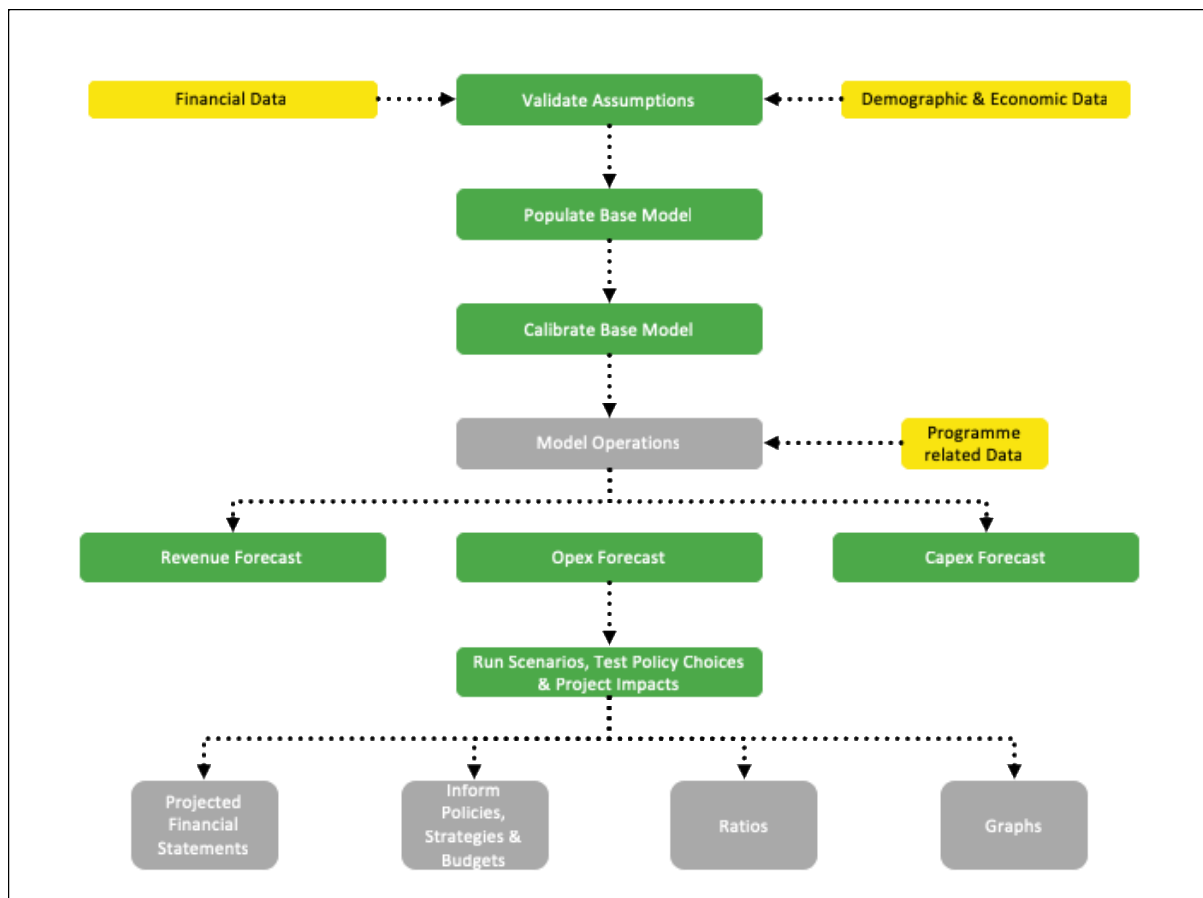 Financial Data
Validate Assumptions
Demographic & Economic Data
Populate Base Model
Calibrate Base Model
Model Operations
Programme
related Data
Revenue Forecast
Opex Forecast
Capex Forecast
Run Scenarios, Test Policy Choices
& Project Impacts
Projected
Financial
Statements
Inform
Policies,
Strategies &
Budgets
Ratios
Graphs